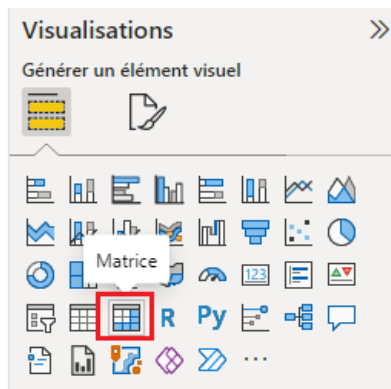 Visualisations
Générer un élément visuel
Matrice
123
R
Py
...